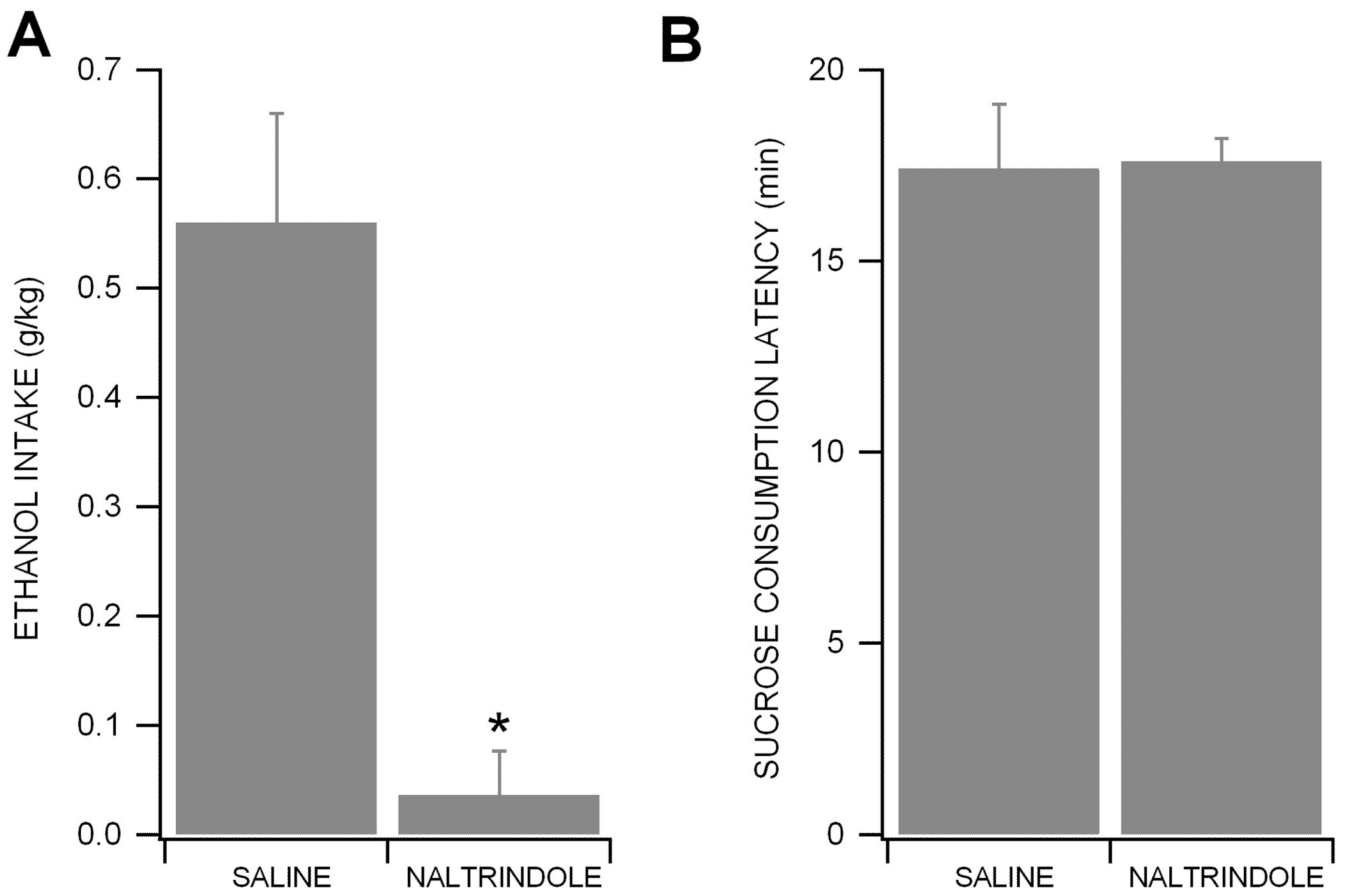 A
ETHANOL INTAKE (g/kg)
0.7
0.6
0.5
0.4
0.3
0.2
0.1
0.0
*
SALINE
NALTRINDOLE
B
SUCROSE CONSUMPTION LATENCY (min)
20
15
10
5
0
SALINE
NALTRINDOLE